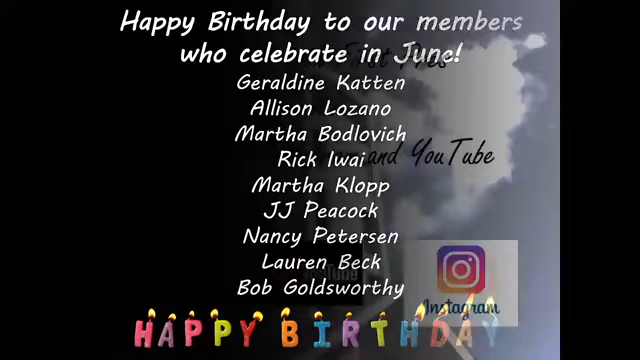 Happy Birthday to our members
who celebrate in June!
Geraldine Katten
Allison Lozano
Martha Bodlovich
Rick Iwai
and YouTube
Martha Klopp
JJ Peacock
Nancy Petersen
Lauren Beck
Bob Goldsworthy
Instagram
HAPPY BIRTHDAY